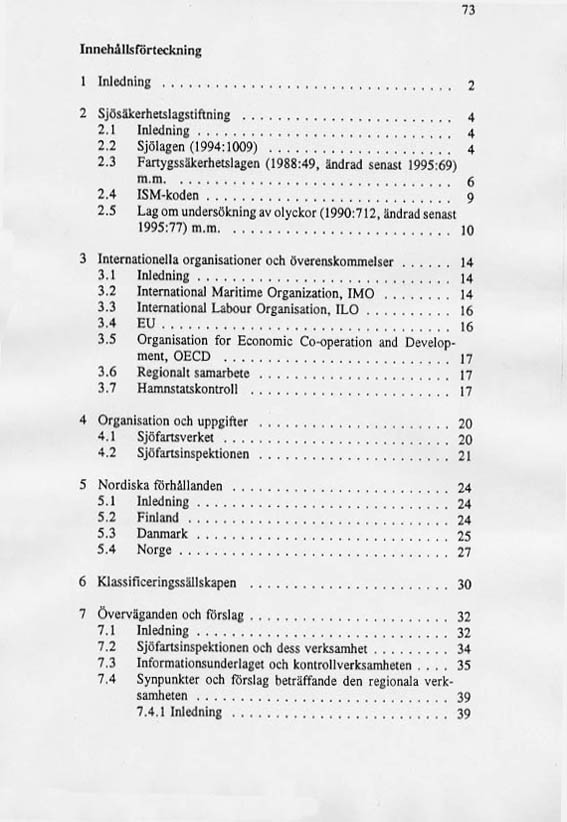 73
Innehållsförteckning
1 Inledning . . . . . . . . . . . . . . . . . . . . . . . . . . . . . . . . . 2
2 Sjösäkerhetslagstiftning . . . . . . . . . . . . . . . . . . . . . . . . 4
2.1 Inledning . . . . . . . . . . . . . . . . . . . . . . . . . . . . . 4
2.2 Sjölagen (1994:1009) . . . . . . . . . . . . . . . . . . . . . 4
2.3 Fartygssäkerhetslagen (1988:49, ändrad senast 1995:69)
m.m. . . . . . . . . . . . . . . . . . . . . . . . . . . . . . . . 6
2.4 ISM-koden . . . . . . . . . . . . . . . . . . . . . . . . . . . . 9
2.5 Lag om undersökning av olyckor (1990:712, ändrad senast
1995:77) m.m. . . . . . . . . . . . . . . . . . . . . . . . . . 10
3 Internationella organisationer och överenskommelser . . . . . . 14
3.1 Inledning . . . . . . . . . . . . . . . . . . . . . . . . . . . . . 14
3.2 International Maritime Organization, IMO . . . . . . . . 14
3.3 International Labour Organisation, ILO . . . . . . . . . . 16
3.4 EU . . . . . . . . . . . . . . . . . . . . . . . . . . . . . . . . . 16
3.5 Organisation for Economic Co-operation and Develop-
ment, OECD . . . . . . . . . . . . . . . . . . . . . . . . . . 17
3.6 Regionalt samarbete . . . . . . . . . . . . . . . . . . . . . . 17
3.7 Hamnstatskontroll . . . . . . . . . . . . . . . . . . . . . . . 17
4 Organisation och uppgifter . . . . . . . . . . . . . . . . . . . . . . 20
4.1 Sjöfartsverket . . . . . . . . . . . . . . . . . . . . . . . . . . 20
4.2 Sjöfartsinspektionen . . . . . . . . . . . . . . . . . . . . . . 21
5 Nordiska förhållanden . . . . . . . . . . . . . . . . . . . . . . . . . 24
5.1 Inledning . . . . . . . . . . . . . . . . . . . . . . . . . . . . . 24
5.2 Finland . . . . . . . . . . . . . . . . . . . . . . . . . . . . . . 24
5.3 Danmark . . . . . . . . . . . . . . . . . . . . . . . . . . . . . 25
5.4 Norge . . . . . . . . . . . . . . . . . . . . . . . . . . . . . . . 27
6 Klassificeringssällskapen . . . . . . . . . . . . . . . . . . . . . . . 30
7 Överväganden och förslag . . . . . . . . . . . . . . . . . . . . . . . 32
7.1 Inledning . . . . . . . . . . . . . . . . . . . . . . . . . . . . . 32
7.2 Sjöfartsinspektionen och dess verksamhet . . . . . . . . . 34
7.3 Informationsunderlaget och kontrollverksamheten . . . . 35
7.4 Synpunkter och förslag beträffande den regionala verk-
samheten . . . . . . . . . . . . . . . . . . . . . . . . . . . . . 39
7.4.1 Inledning . . . . . . . . . . . . . . . . . . . . . . . . . 39